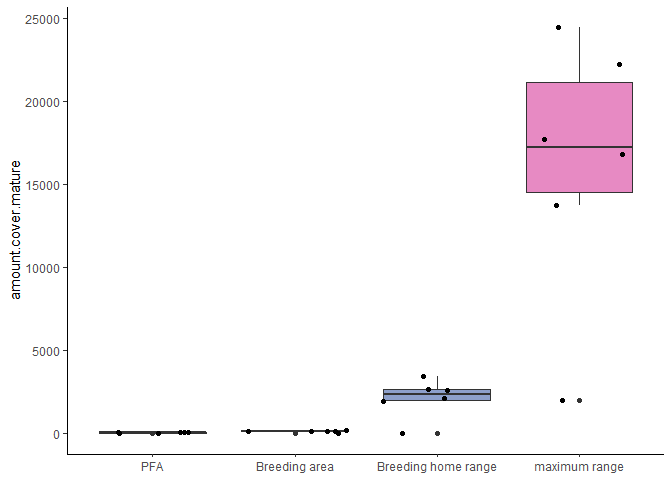 amount.cover.mature
25000
20000
15000
10000
5000
0
PFA
Breeding area
Breeding home range
maximum range